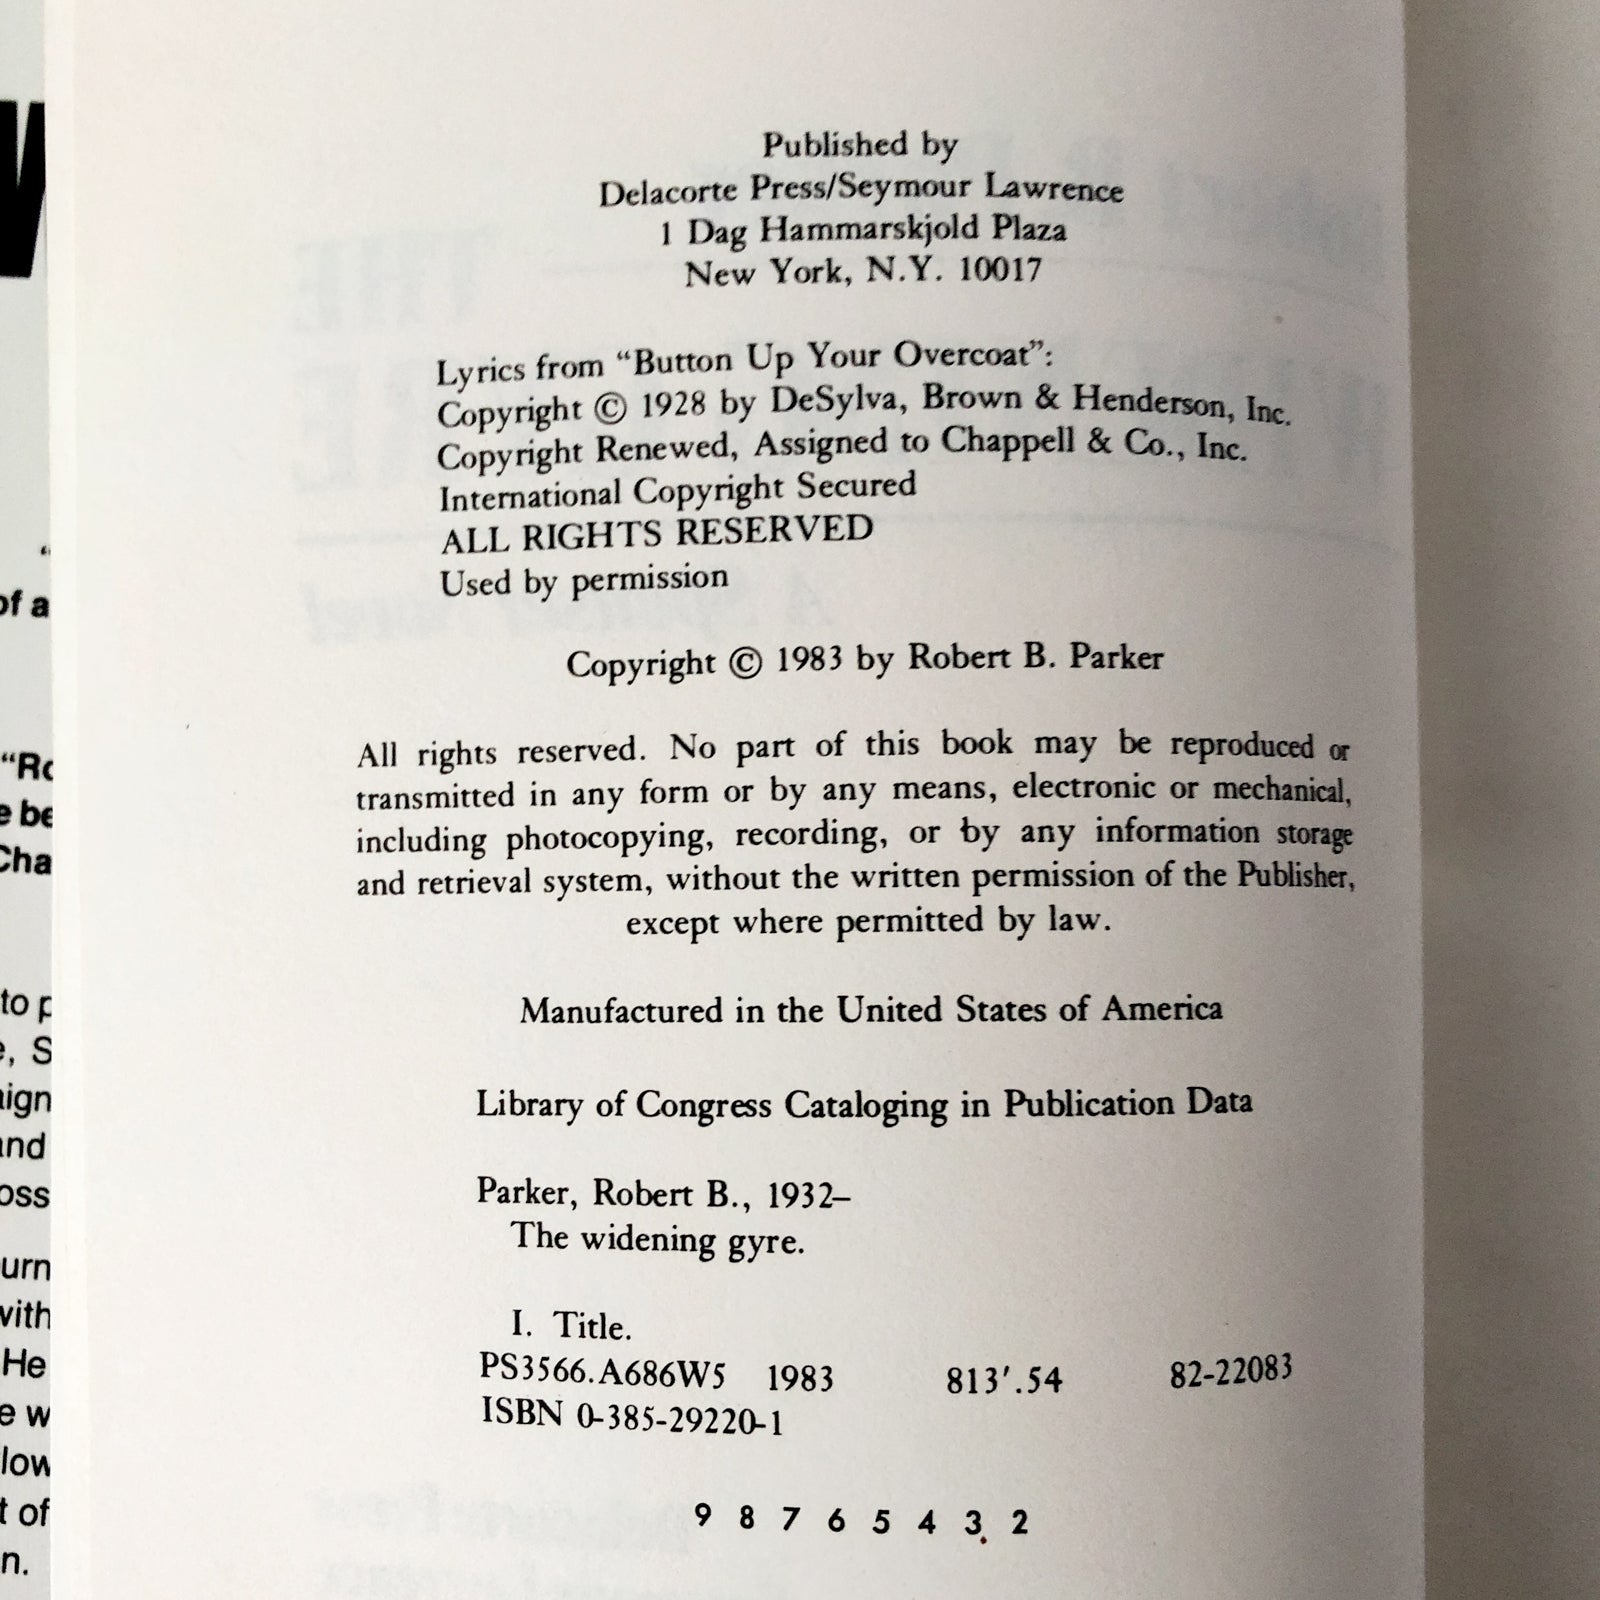 Published by
Delacorte Press/Seymour Lawrence
1 Dag Hammarskjold Plaza
New York, N.Y. 10017
Lyrics from “Button Up Your Overcoat”:
Copyright © 1928 by DeSylva, Brown & Henderson, Inc.
Copyright Renewed, Assigned to Chappell & Co., Inc.
International Copyright Secured
ALL RIGHTS RESERVED
Used by permission
Copyright © 1983 by Robert B. Parker
All rights reserved. No part of this book may be reproduced or
transmitted in any form or by any means, electronic or mechanical,
including photocopying, recording, or by any information storage
and retrieval system, without the written permission of the Publisher,
except where permitted by law.
Manufactured in the United States of America
Library of Congress Cataloging in Publication Data
Parker, Robert B., 1932–
The widening gyre.
I. Title.
PS3566.A686W5 1983 813′.54 82-22083
ISBN 0-385-29220-1
9 8 7 6 5 4 3 2
of a
to
He
of